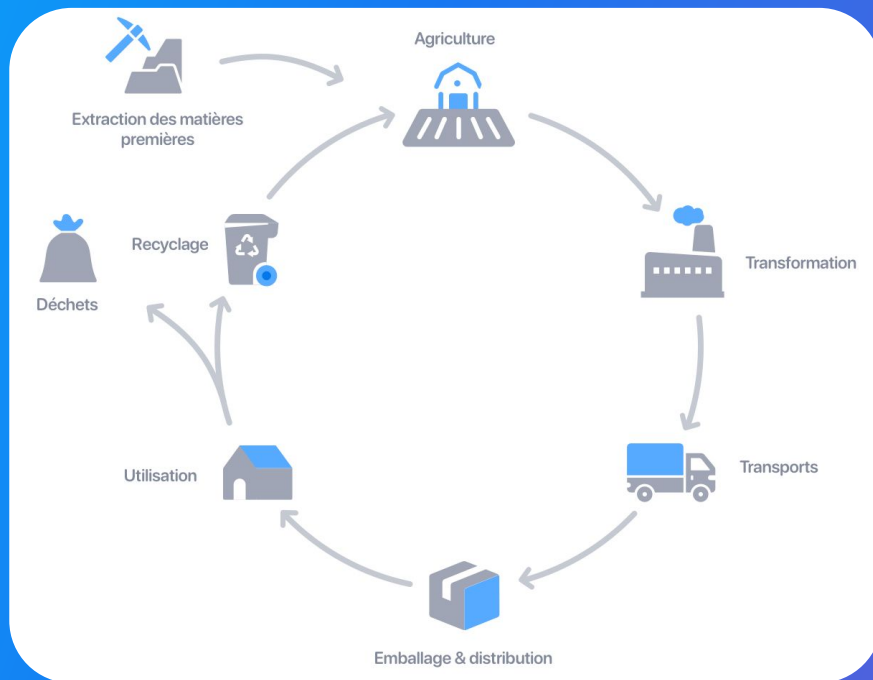 Agriculture
Extraction des matières
premières
Recyclage
Transformation
Déchets
Utilisation
Transports
Emballage & distribution